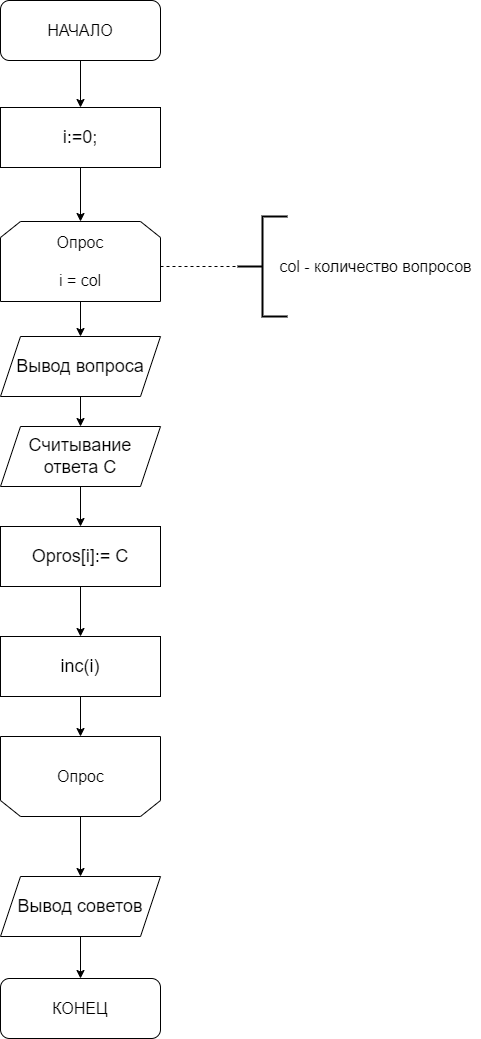 НАЧАЛО
i:=0;
Опрос
i = col
col - количество вопросов
Вывод вопроса
Считывание
ответа С
Opros[i]:= C
inc(i)
Опрос
Вывод советов
КОНЕЦ